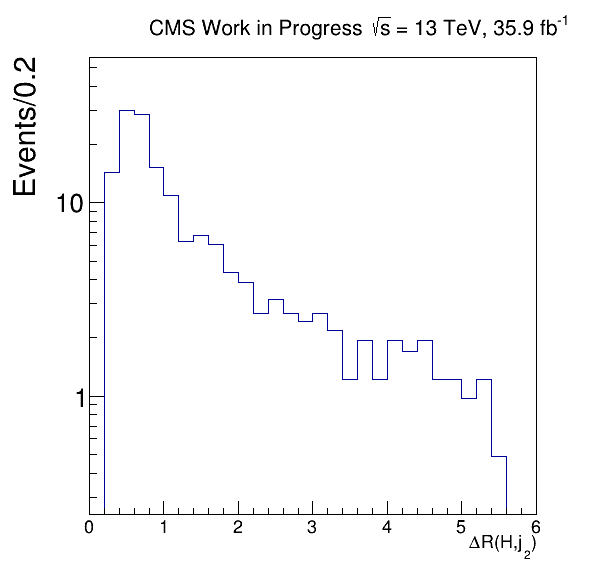 CMS Work in Progress √s = 13 TeV, 35.9 fb⁻¹
Events/0.2
10
1
0 1 2 3 4 5 6
ΔR(H,j₂)